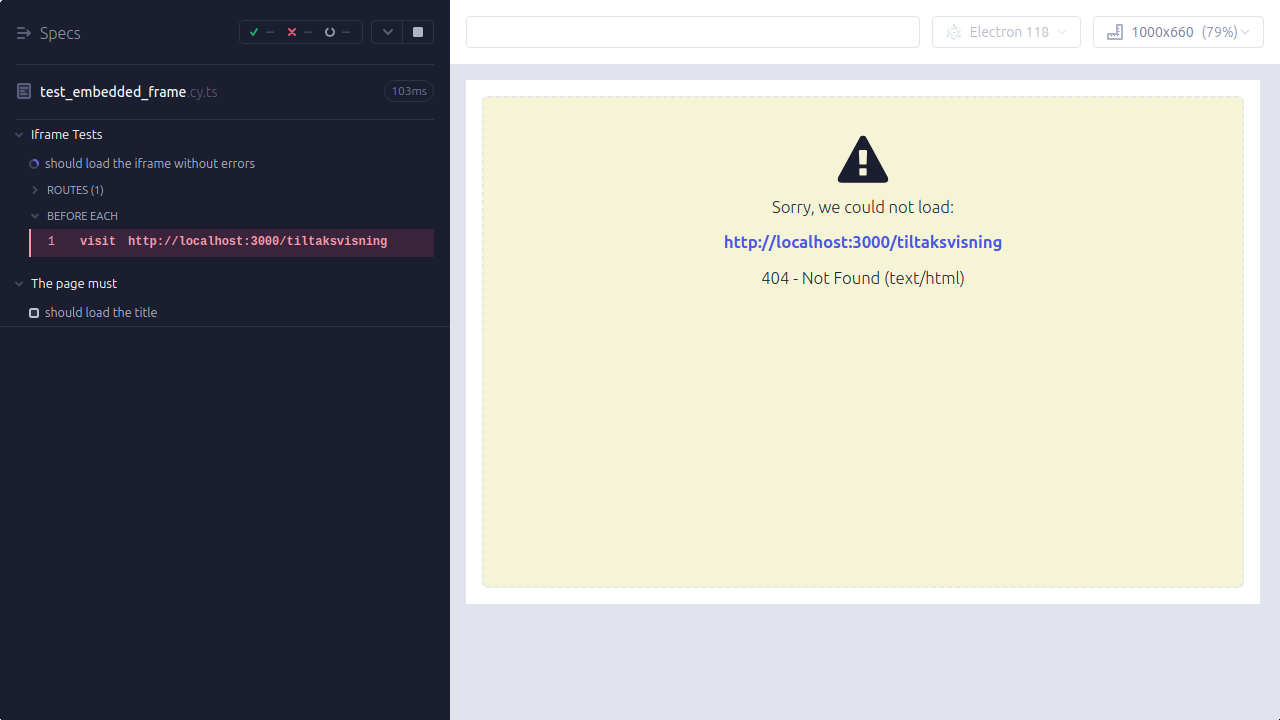 Specs
--
--
--
test_embedded_frame.cy.ts
103ms
Iframe Tests
should load the iframe without errors
ROUTES (1)
BEFORE EACH
1 visit http://localhost:3000/tiltaksvisning
The page must
should load the title
Electron 118
1000x660 (79%)
Sorry, we could not load:
http://localhost:3000/tiltaksvisning
404 - Not Found (text/html)